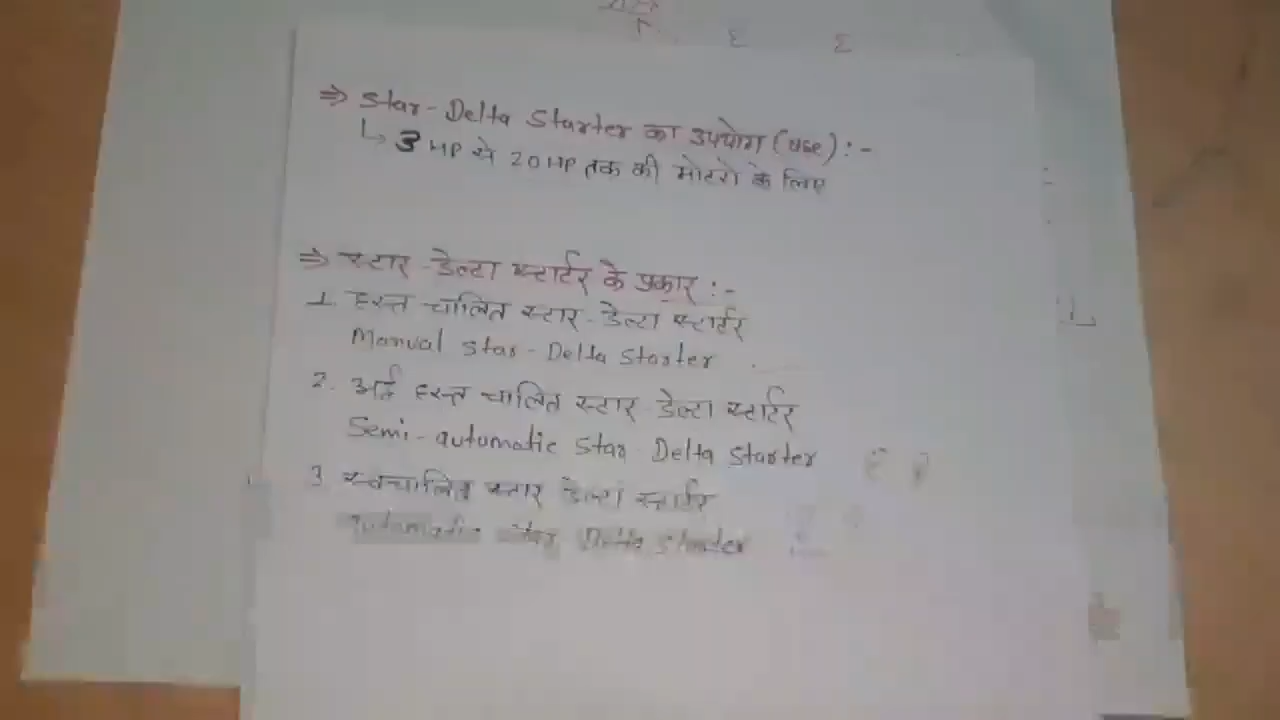 ⇒ Star-Delta Starter का उपयोग (use) :-
↳ 3 HP से 20 HP तक की मोटरो के लिए
⇒ स्टार-डेल्टा स्टार्टर के प्रकार :-
1. हस्त चालित स्टार-डेल्टा स्टार्टर
Manual Star-Delta Starter
2. अर्द्ध हस्त चालित स्टार-डेल्टा स्टार्टर
Semi-automatic Star Delta Starter
3 स्वचालित स्टार डेल्टा स्टार्टर
automatic star Delta starter